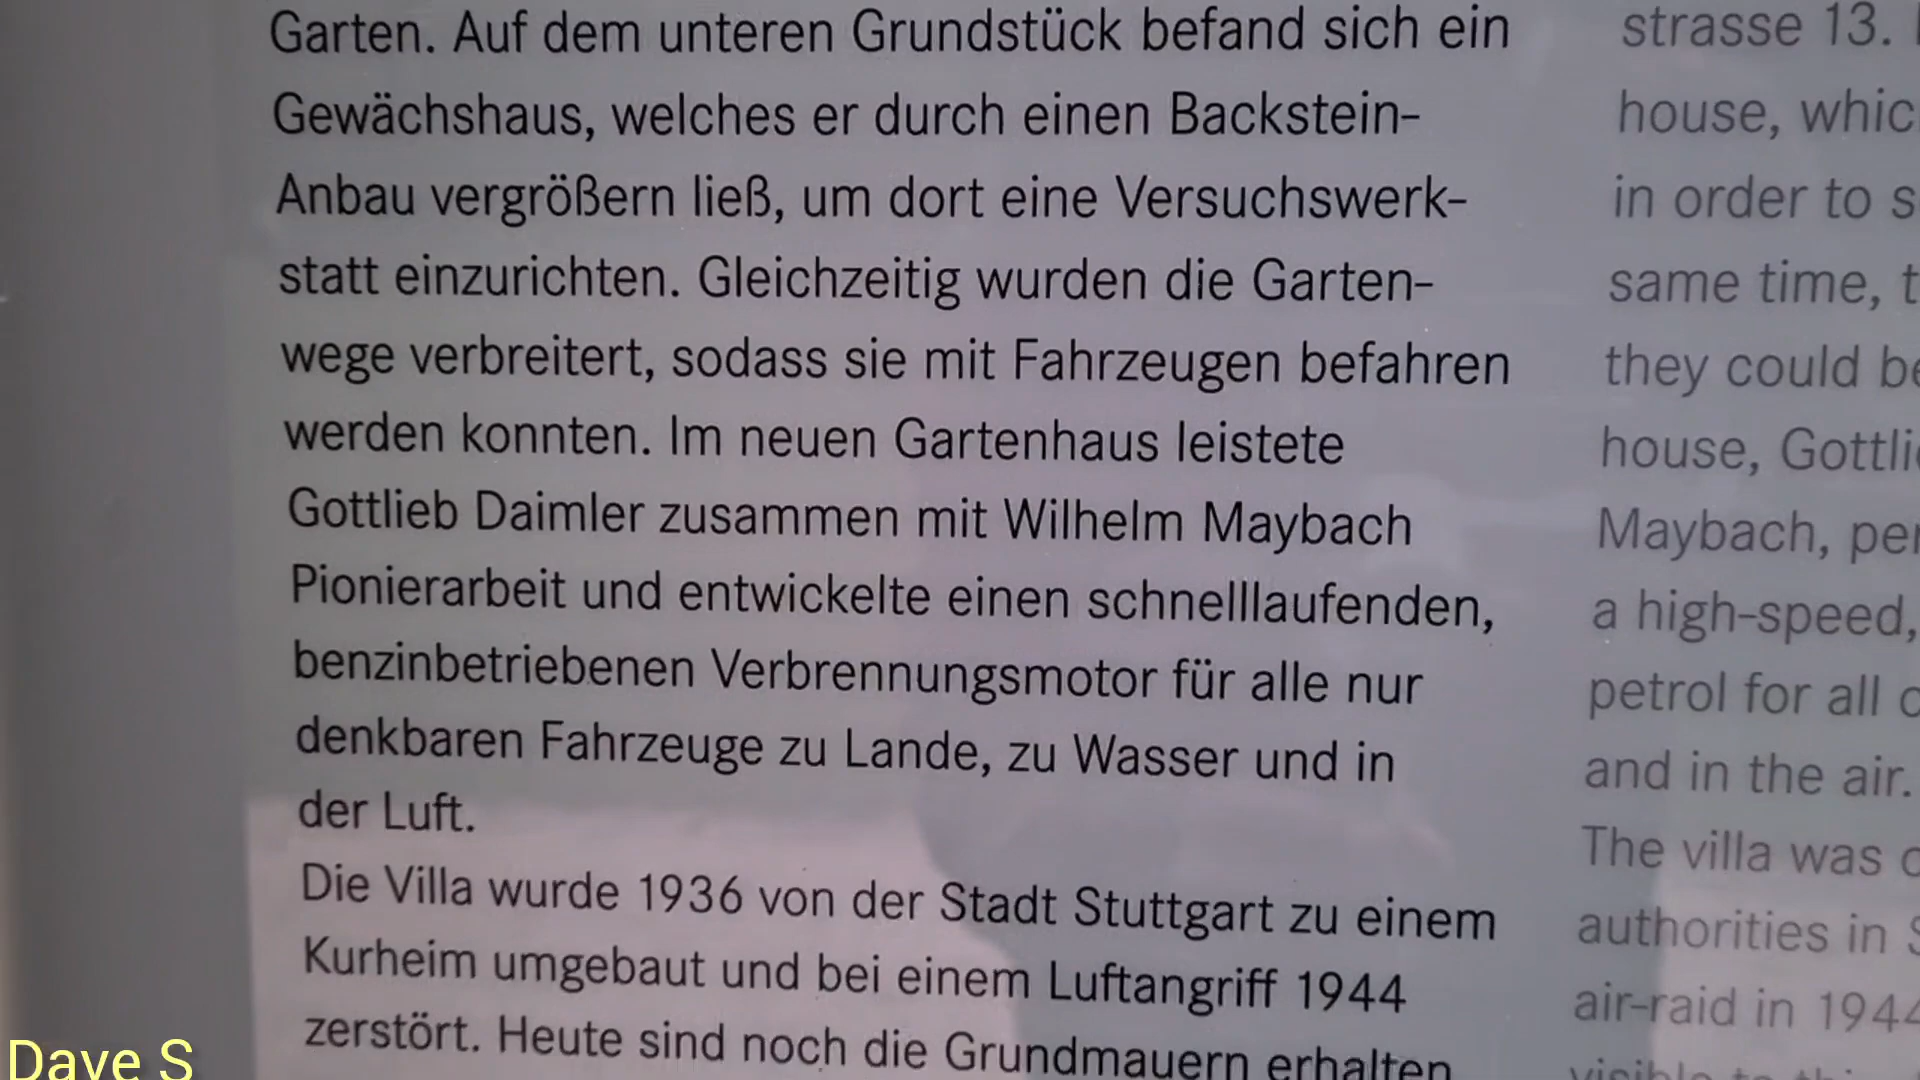 Garten. Auf dem unteren Grundstück befand sich ein
Gewächshaus, welches er durch einen Backstein-
Anbau vergrößern ließ, um dort eine Versuchswerk-
statt einzurichten. Gleichzeitig wurden die Garten-
wege verbreitert, sodass sie mit Fahrzeugen befahren
werden konnten. Im neuen Gartenhaus leistete
Gottlieb Daimler zusammen mit Wilhelm Maybach
Pionierarbeit und entwickelte einen schnelllaufenden,
benzinbetriebenen Verbrennungsmotor für alle nur
denkbaren Fahrzeuge zu Lande, zu Wasser und in
der Luft.
Die Villa wurde 1936 von der Stadt Stuttgart zu einem
Kurheim umgebaut und bei einem Luftangriff 1944
zerstört. Heute sind noch die Grundmauern erhalten
strasse 13.
house,
in order to
same time,
they could
house,
Maybach,
a high-speed,
petrol for all
and in the air.
The villa was
authorities in
air-raid in 1944
Dave S